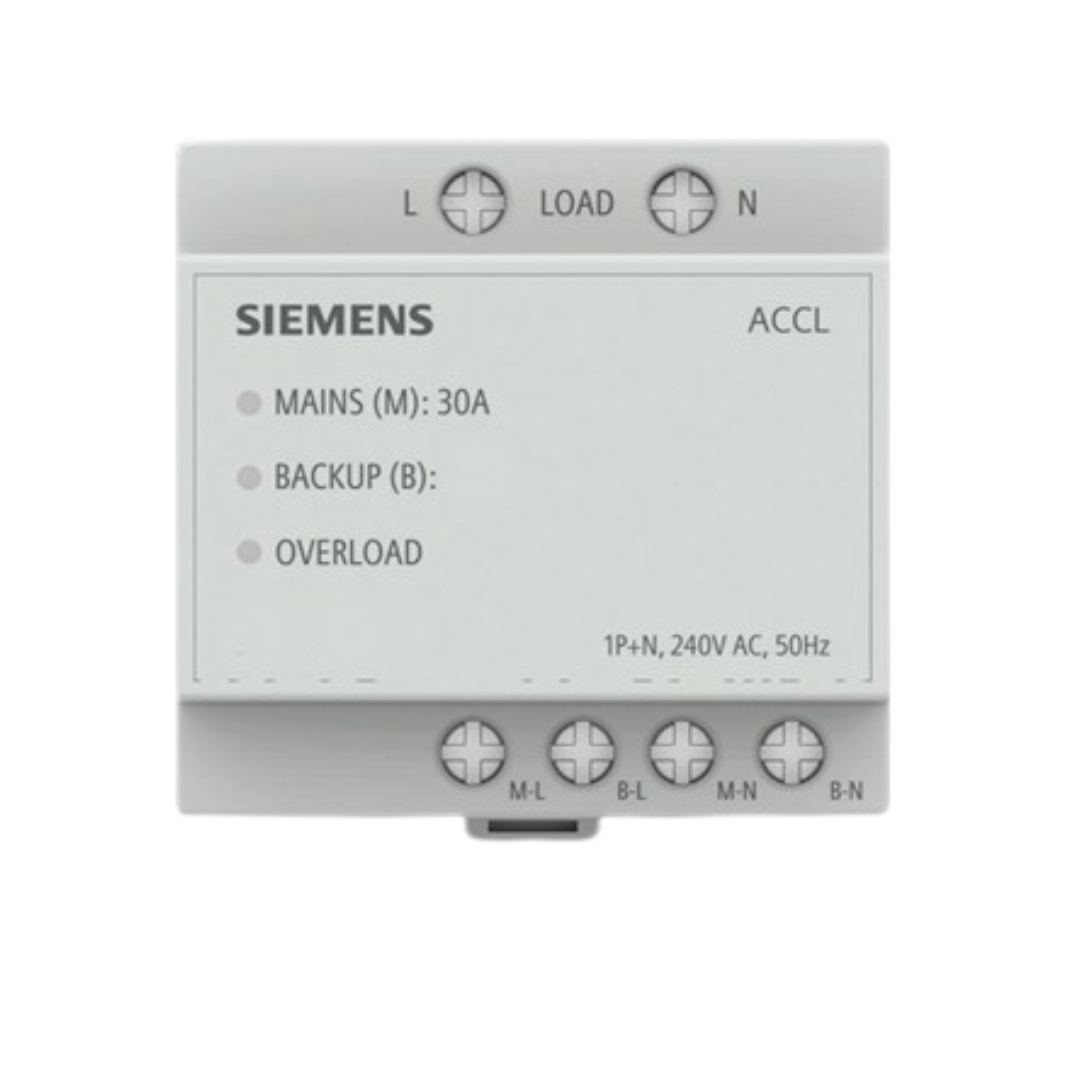 L LOAD N
SIEMENS ACCL
MAINS (M): 30A
BACKUP (B):
OVERLOAD
1P+N, 240V AC, 50Hz
M-L B-L M-N B-N